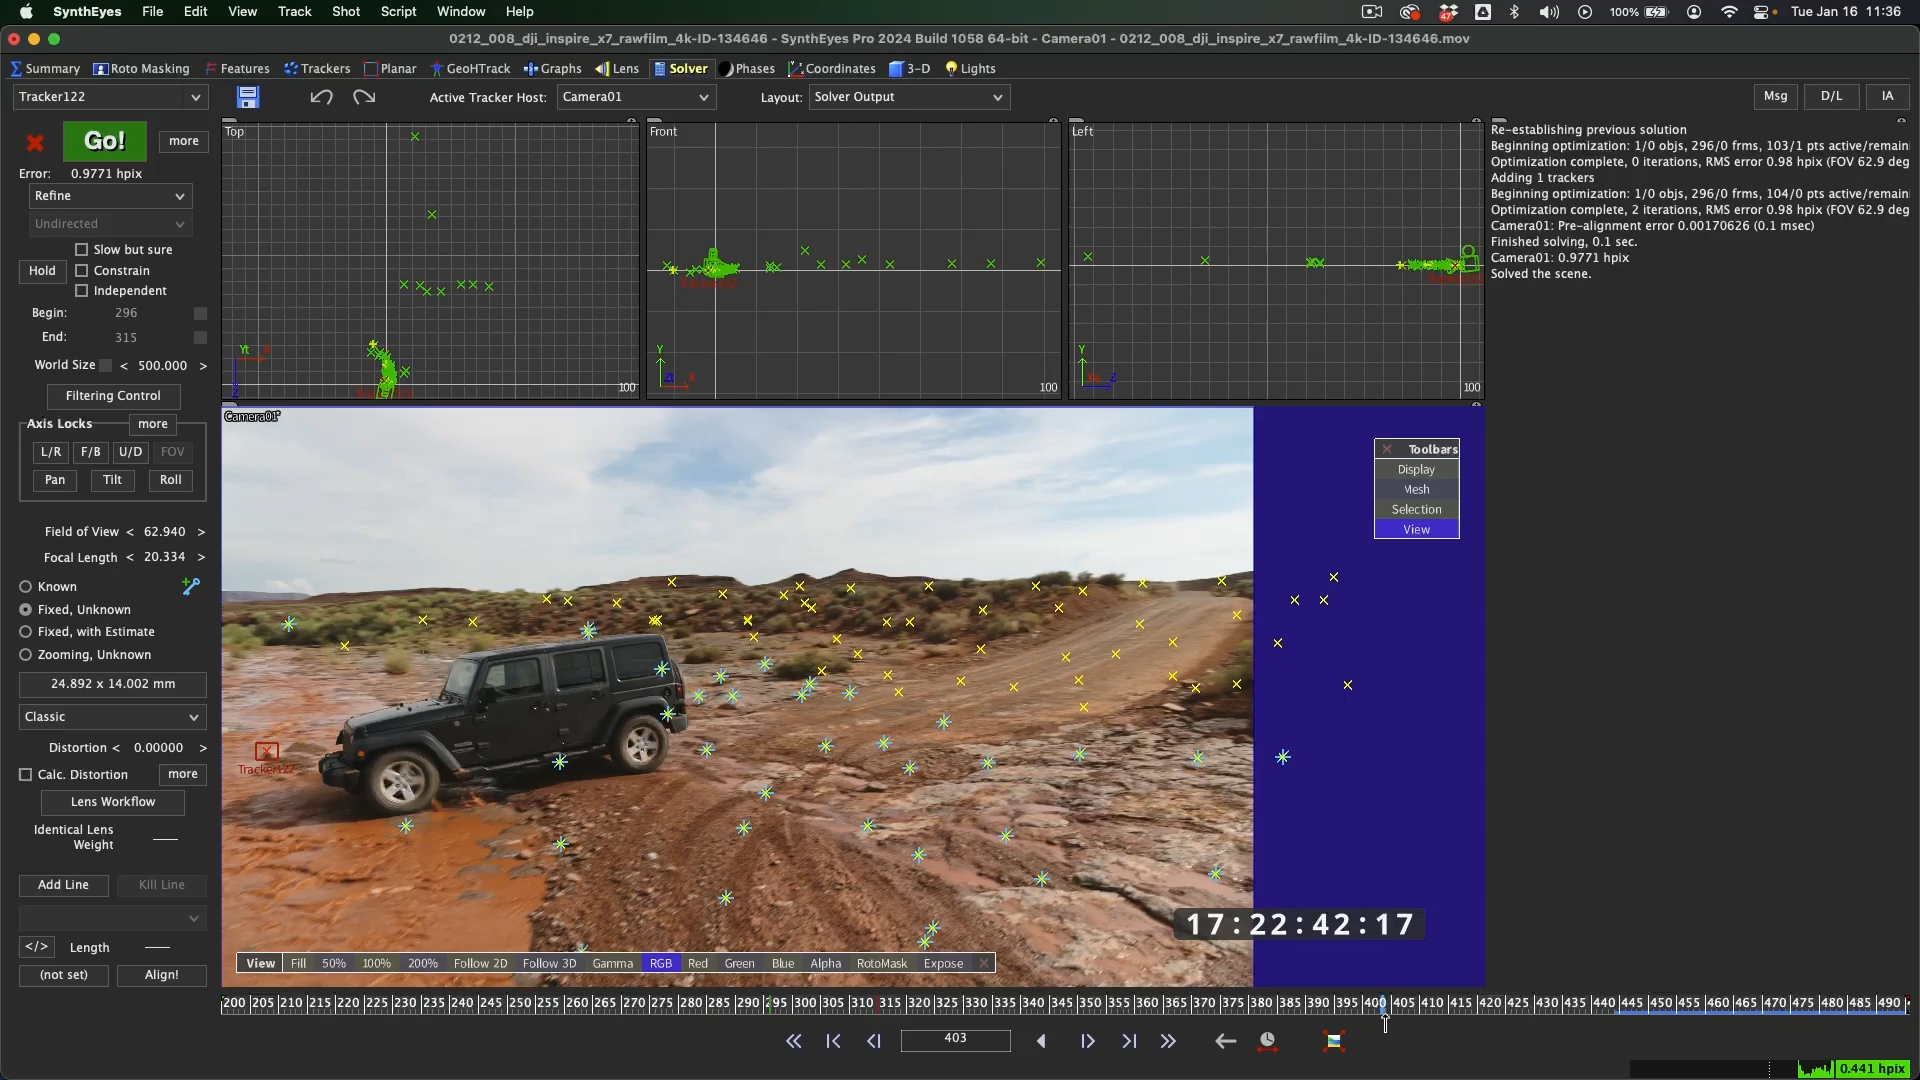 SynthEyes File Edit View Track Shot Script Window Help
47 100% Tue Jan 16 11:36
0212_008_dji_inspire_x7_rawfilm_4k-ID-134646 - SynthEyes Pro 2024 Build 1058 64-bit - Camera01 - 0212_008_dji_inspire_x7_rawfilm_4k-ID-134646.mov
Summary Roto Masking Features Trackers Planar GeoHTrack Graphs Lens Solver Phases Coordinates 3-D Lights
Tracker122 Active Tracker Host: Camera01 Layout: Solver Output Msg D/L IA
Go! more
Error: 0.9771 hpix
Refine
Undirected
Slow but sure
Hold Constrain
Independent
Begin: 296
End: 315
World Size < 500.000 >
Filtering Control
Axis Locks more
L/R F/B U/D FOV
Pan Tilt Roll
Field of View < 62.940 >
Focal Length < 20.334 >
Known
Fixed, Unknown
Fixed, with Estimate
Zooming, Unknown
24.892 x 14.002 mm
Classic
Distortion < 0.00000 >
Calc. Distortion more
Lens Workflow
Identical Lens
Weight
Add Line Kill Line
</> Length
(not set) Align!
Top
Yt X
Z
100
Front
Y
X
100
Left
Y
Z
100
Re-establishing previous solution
Beginning optimization: 1/0 objs, 296/0 frms, 103/1 pts active/remain
Optimization complete, 0 iterations, RMS error 0.98 hpix (FOV 62.9 deg
Adding 1 trackers
Beginning optimization: 1/0 objs, 296/0 frms, 104/0 pts active/remain
Optimization complete, 2 iterations, RMS error 0.98 hpix (FOV 62.9 deg
Camera01: Pre-alignment error 0.00170626 (0.1 msec)
Finished solving, 0.1 sec.
Camera01: 0.9771 hpix
Solved the scene.
Camera01*
Toolbars
Display
Mesh
Selection
View
Tracker122
17:22:42:17
View Fill 50% 100% 200% Follow 2D Follow 3D Gamma RGB Red Green Blue Alpha RotoMask Expose
200 205 210 215 220 225 230 235 240 245 250 255 260 265 270 275 280 285 290 295 300 305 310 315 320 325 330 335 340 345 350 355 360 365 370 375 380 385 390 395 400 405 410 415 420 425 430 435 440 445 450 455 460 465 470 475 480 485 490
403
0.441 hpix